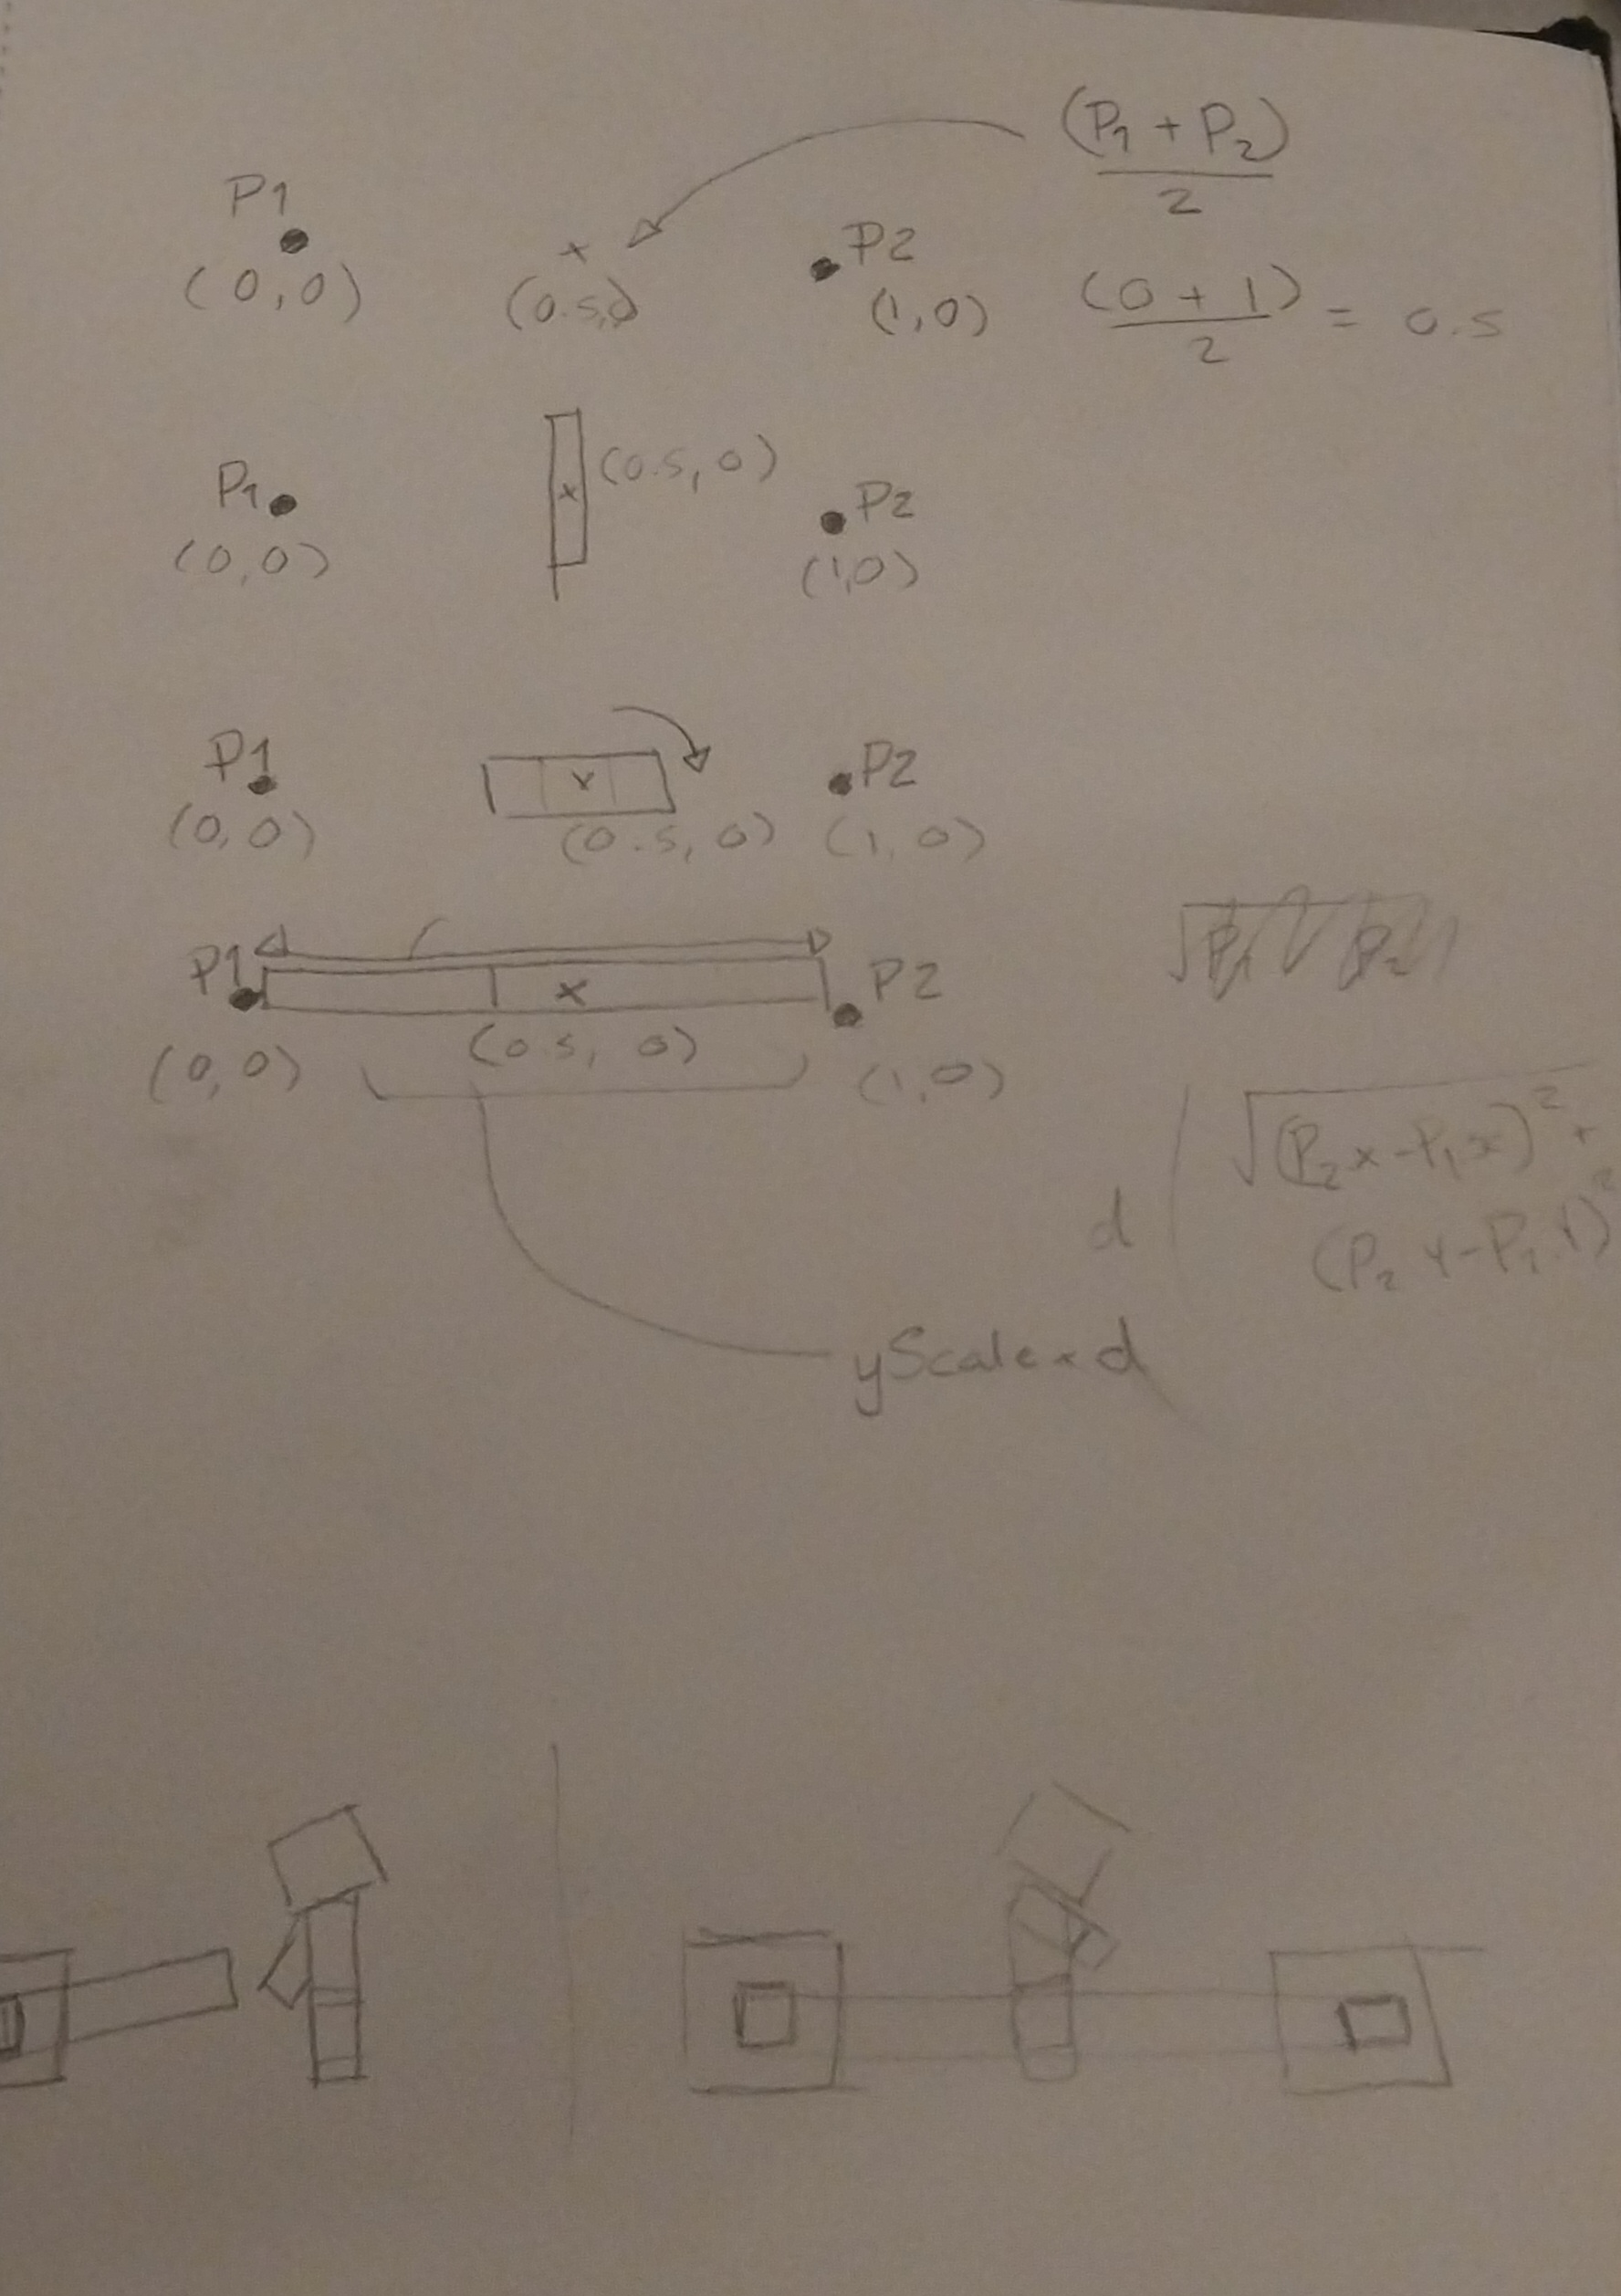 (P1 + P2)
2
P1
P2
(0,0)
(0.5,0)
(1,0)
(0 + 1)
2
= 0.5
P1
(0.5, 0)
P2
(0,0)
(1,0)
P1
P2
(0,0)
(0.5, 0)
(1,0)
P1
P2
(0,0)
(0.5, 0)
(1,0)
d
√(P2x-P1x)² +
(P2y-P1y)²
yScale × d